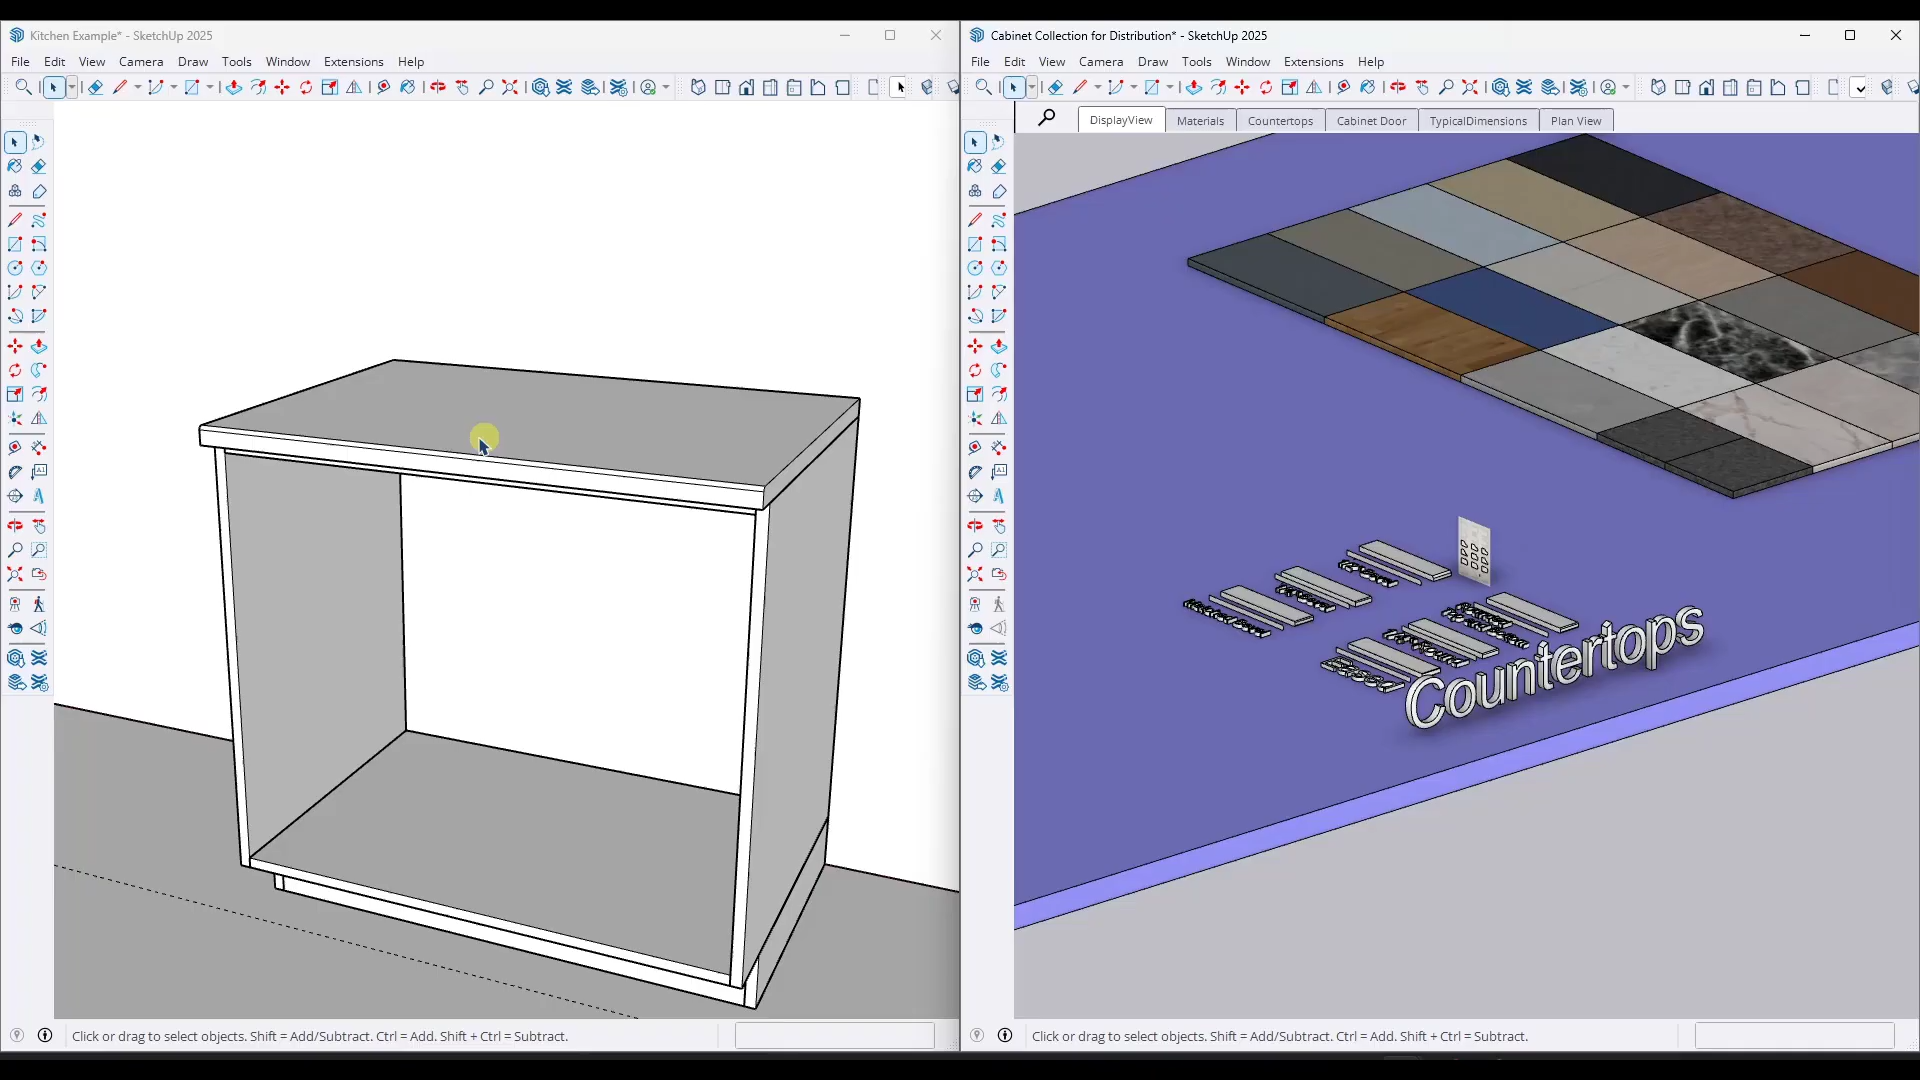 Kitchen Example* - SketchUp 2025
File Edit View Camera Draw Tools Window Extensions Help
Click or drag to select objects. Shift = Add/Subtract. Ctrl = Add. Shift + Ctrl = Subtract.
Cabinet Collection for Distribution* - SketchUp 2025
File Edit View Camera Draw Tools Window Extensions Help
DisplayView Materials Countertops Cabinet Door TypicalDimensions Plan View
Countertops
Click or drag to select objects. Shift = Add/Subtract. Ctrl = Add. Shift + Ctrl = Subtract.